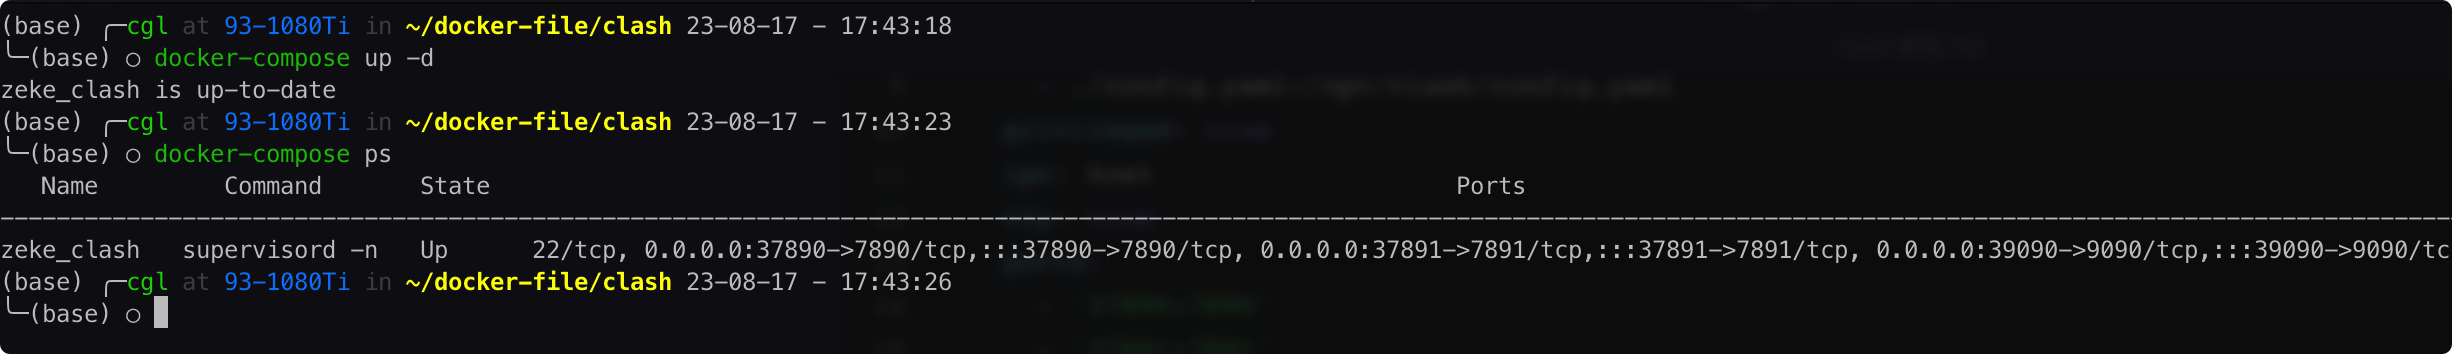 (base) ╭─cgl at 93-1080Ti in ~/docker-file/clash 23-08-17 - 17:43:18
╰─(base) ○ docker-compose up -d
zeke_clash is up-to-date
(base) ╭─cgl at 93-1080Ti in ~/docker-file/clash 23-08-17 - 17:43:23
╰─(base) ○ docker-compose ps
Name Command State Ports
zeke_clash supervisord -n Up 22/tcp, 0.0.0.0:37890->7890/tcp,:::37890->7890/tcp, 0.0.0.0:37891->7891/tcp,:::37891->7891/tcp, 0.0.0.0:39090->9090/tcp,:::39090->9090/tc
(base) ╭─cgl at 93-1080Ti in ~/docker-file/clash 23-08-17 - 17:43:26
╰─(base) ○